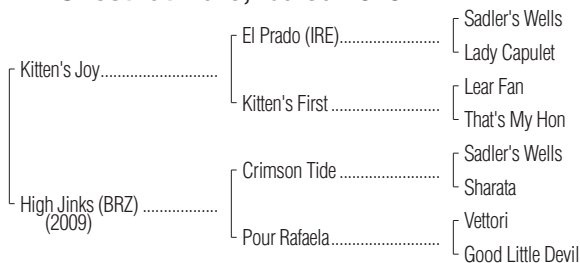 Sadler's Wells
El Prado (IRE)
Lady Capulet
Kitten's Joy
Lear Fan
Kitten's First
That's My Hon
Sadler's Wells
Crimson Tide
Sharata
High Jinks (BRZ)
(2009)
Vettori
Pour Rafaela
Good Little Devil